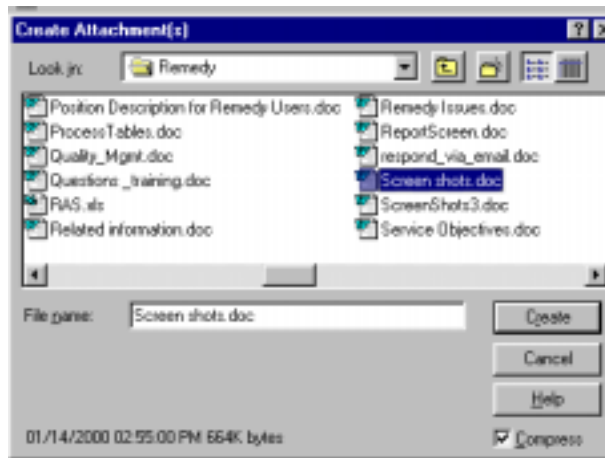 Create Attachment(s)
Look in: Remedy
Position Description for Remedy Users.doc
ProcessTables.doc
Quality_Mgmt.doc
Questions _training.doc
RAS.xls
Related information.doc
Remedy Issues.doc
ReportScreen.doc
respond_via_email.doc
Screen shots.doc
ScreenShots3.doc
Service Objectives.doc
File name: Screen shots.doc
Create
Cancel
Help
01/14/2000 02:55:00 PM 664K bytes
Compress